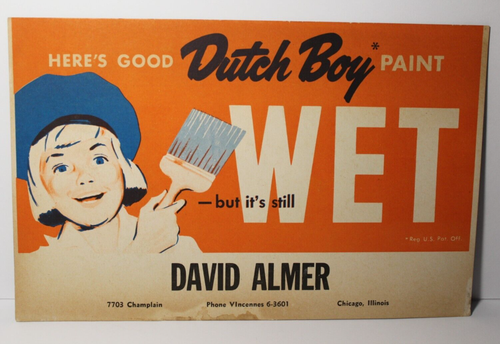 HERE'S GOOD Dutch Boy* PAINT
WET
—but it's still
*Reg. U.S. Pat. Off.
DAVID ALMER
7703 Champlain Phone VIncennes 6-3601 Chicago, Illinois